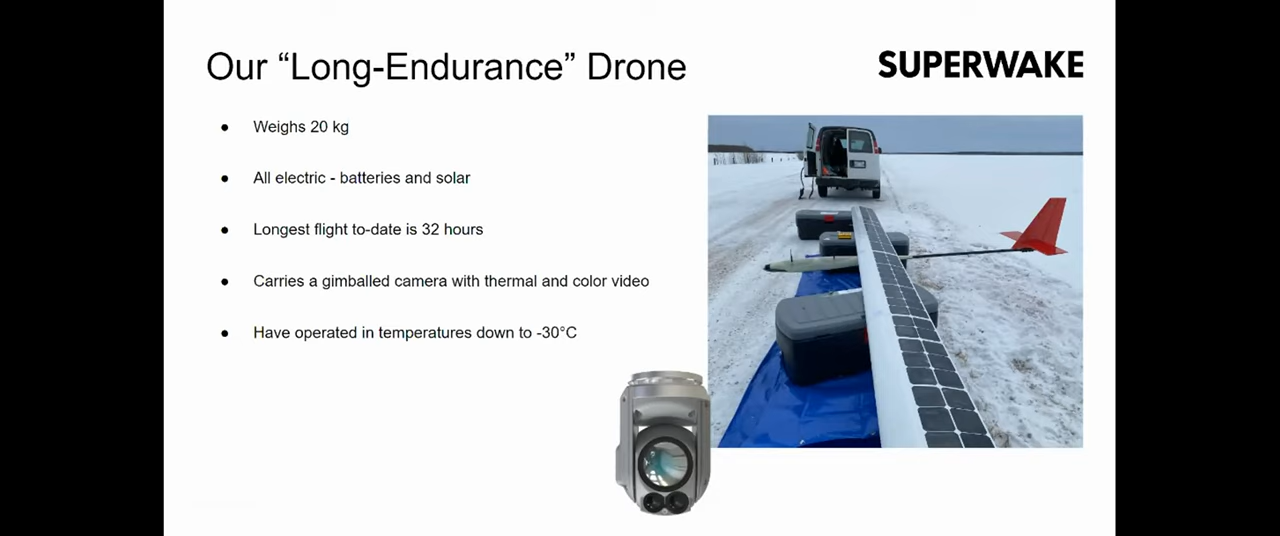 Our “Long-Endurance” Drone
SUPERWAKE
● Weighs 20 kg
● All electric - batteries and solar
● Longest flight to-date is 32 hours
● Carries a gimballed camera with thermal and color video
● Have operated in temperatures down to -30°C